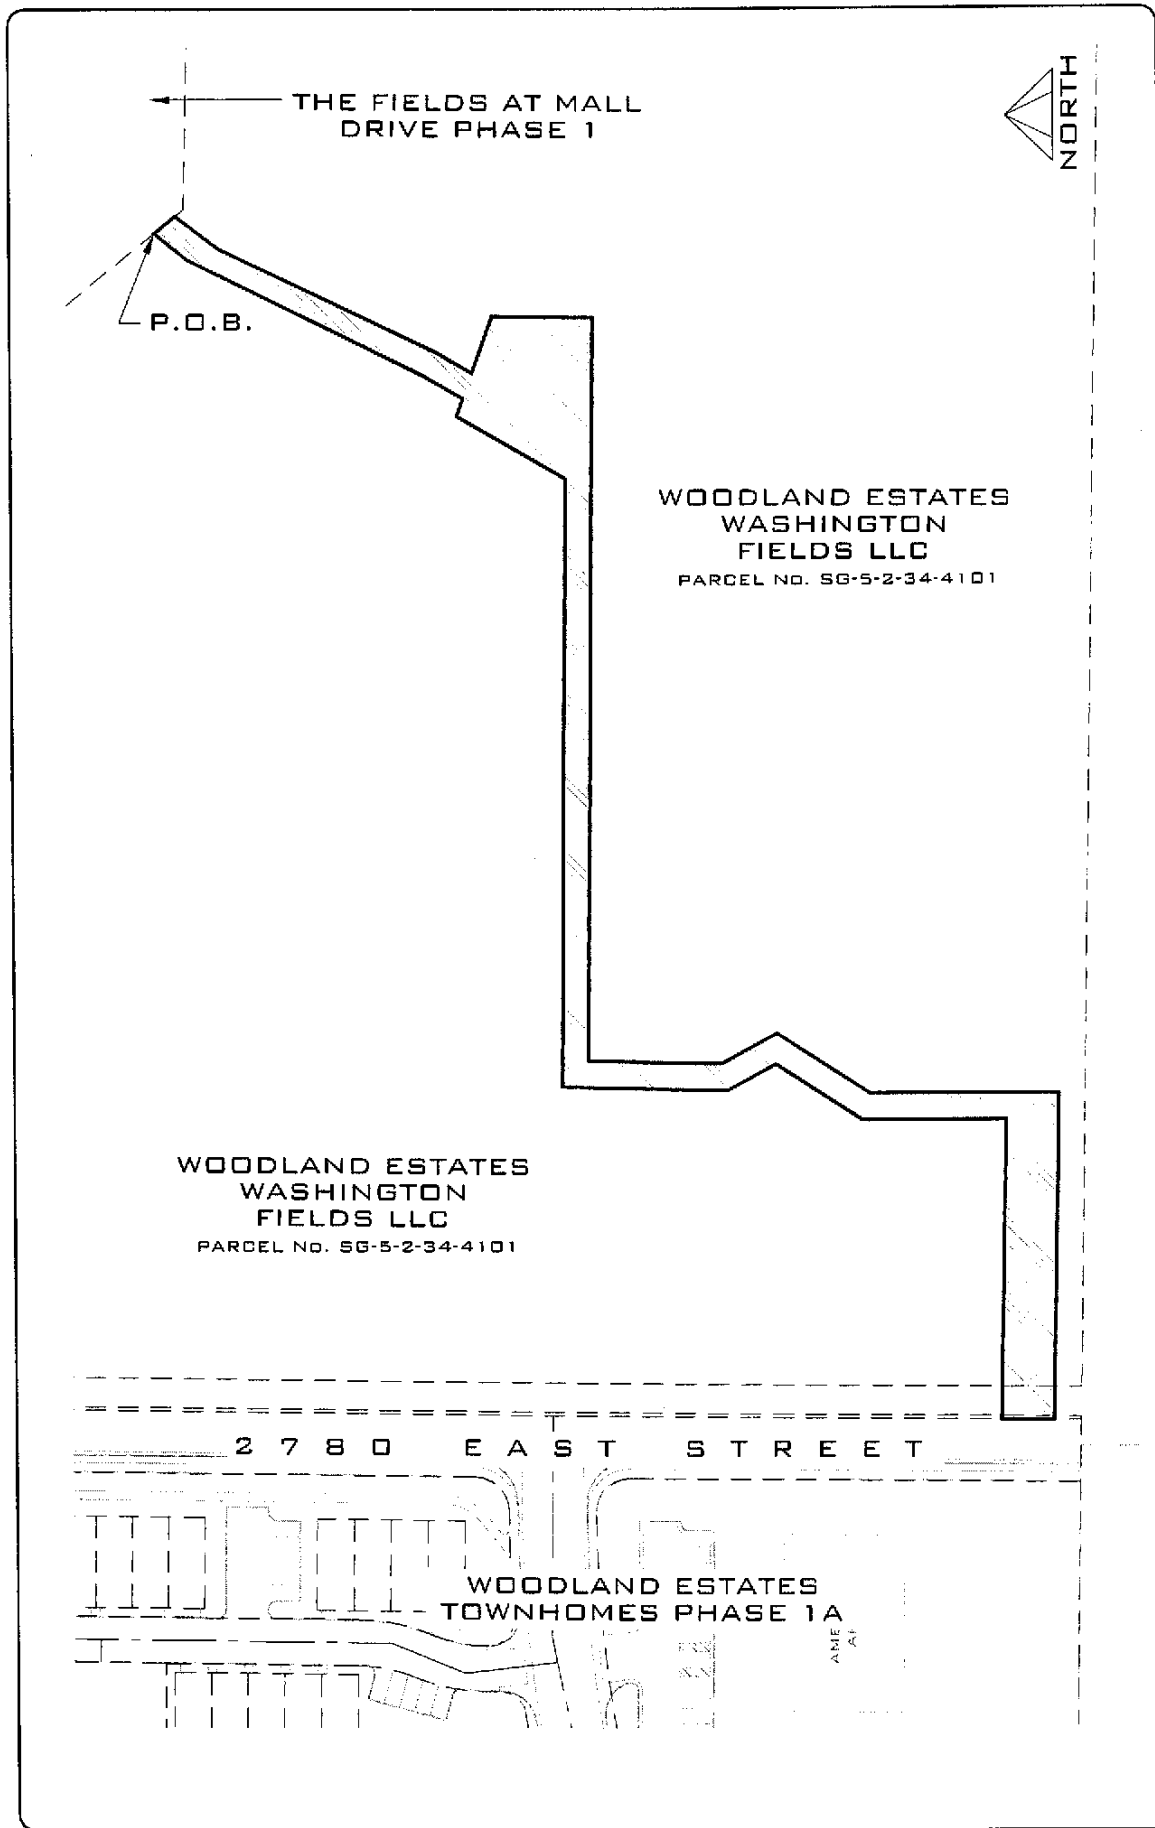 THE FIELDS AT MALL
DRIVE PHASE 1
NORTH
P.O.B.
WOODLAND ESTATES
WASHINGTON
FIELDS LLC
PARCEL No. SG-5-2-34-4101
WOODLAND ESTATES
WASHINGTON
FIELDS LLC
PARCEL No. SG-5-2-34-4101
2780 EAST STREET
WOODLAND ESTATES
TOWNHOMES PHASE 1A